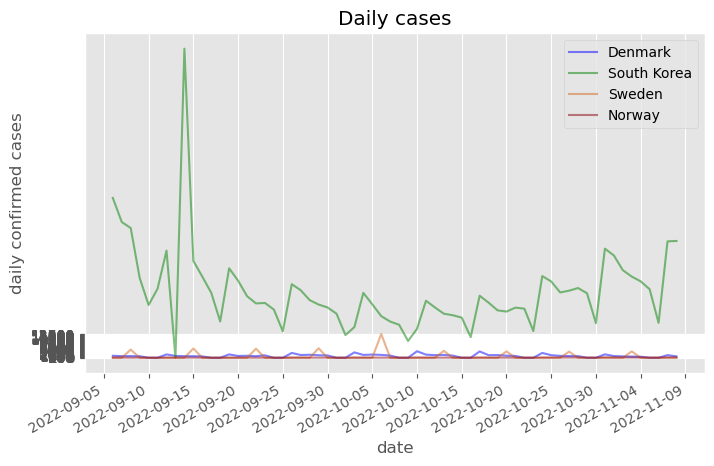 Daily cases
Denmark
South Korea
Sweden
Norway
daily confirmed cases
2022-09-05
2022-09-10
2022-09-15
2022-09-20
2022-09-25
2022-09-30
2022-10-05
2022-10-10
2022-10-15
2022-10-20
2022-10-25
2022-10-30
2022-11-04
2022-11-09
date